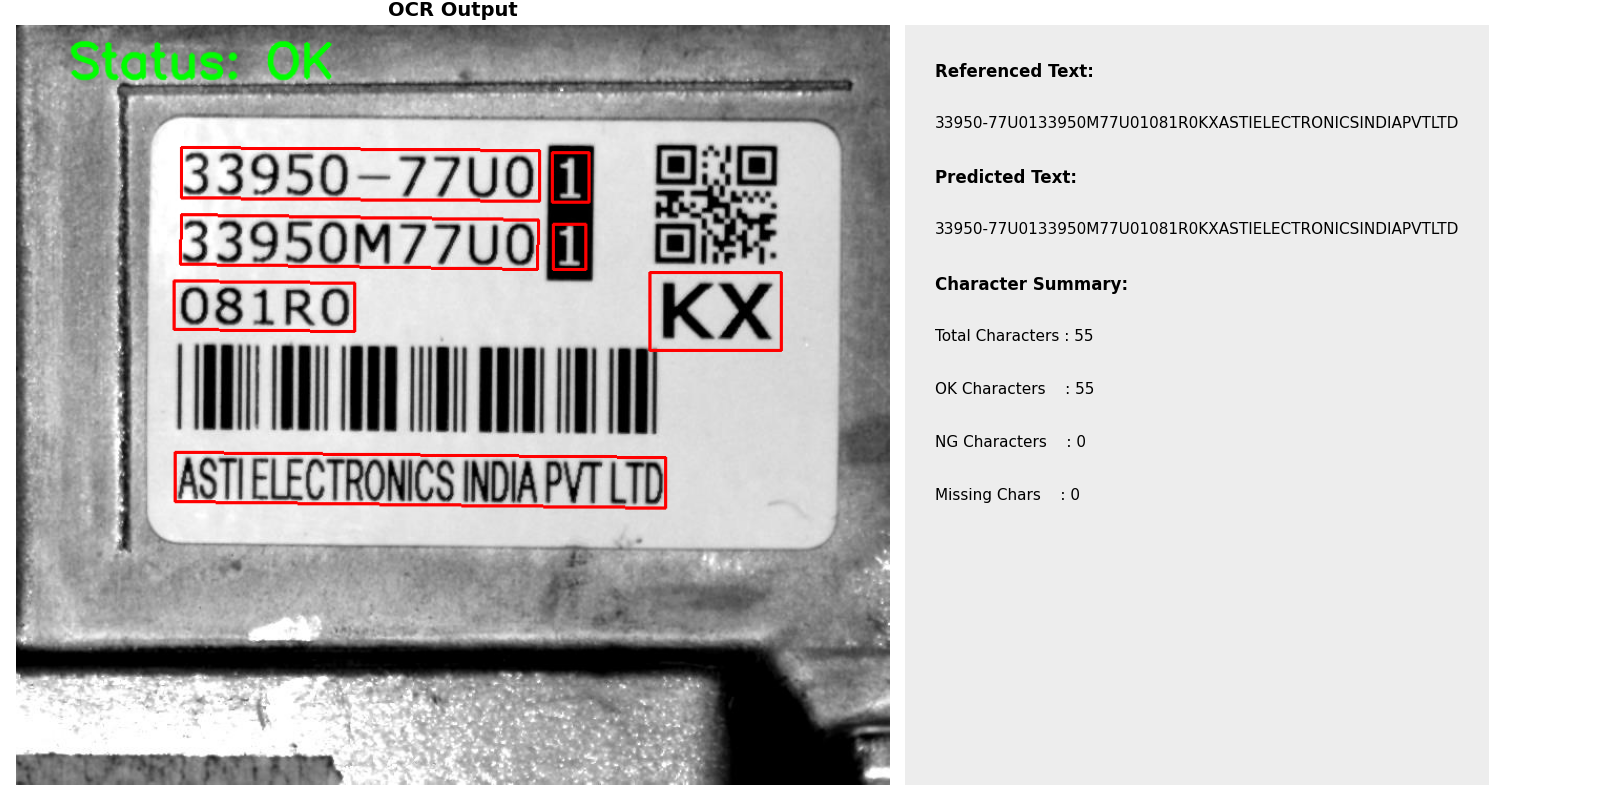 OCR Output
Status: OK
33950-77U0 1
33950M77U0 1
081R0
KX
ASTI ELECTRONICS INDIA PVT LTD
Referenced Text:
33950-77U0133950M77U01081R0KXASTIELECTRONICSINDIAPVTLTD
Predicted Text:
33950-77U0133950M77U01081R0KXASTIELECTRONICSINDIAPVTLTD
Character Summary:
Total Characters : 55
OK Characters : 55
NG Characters : 0
Missing Chars : 0